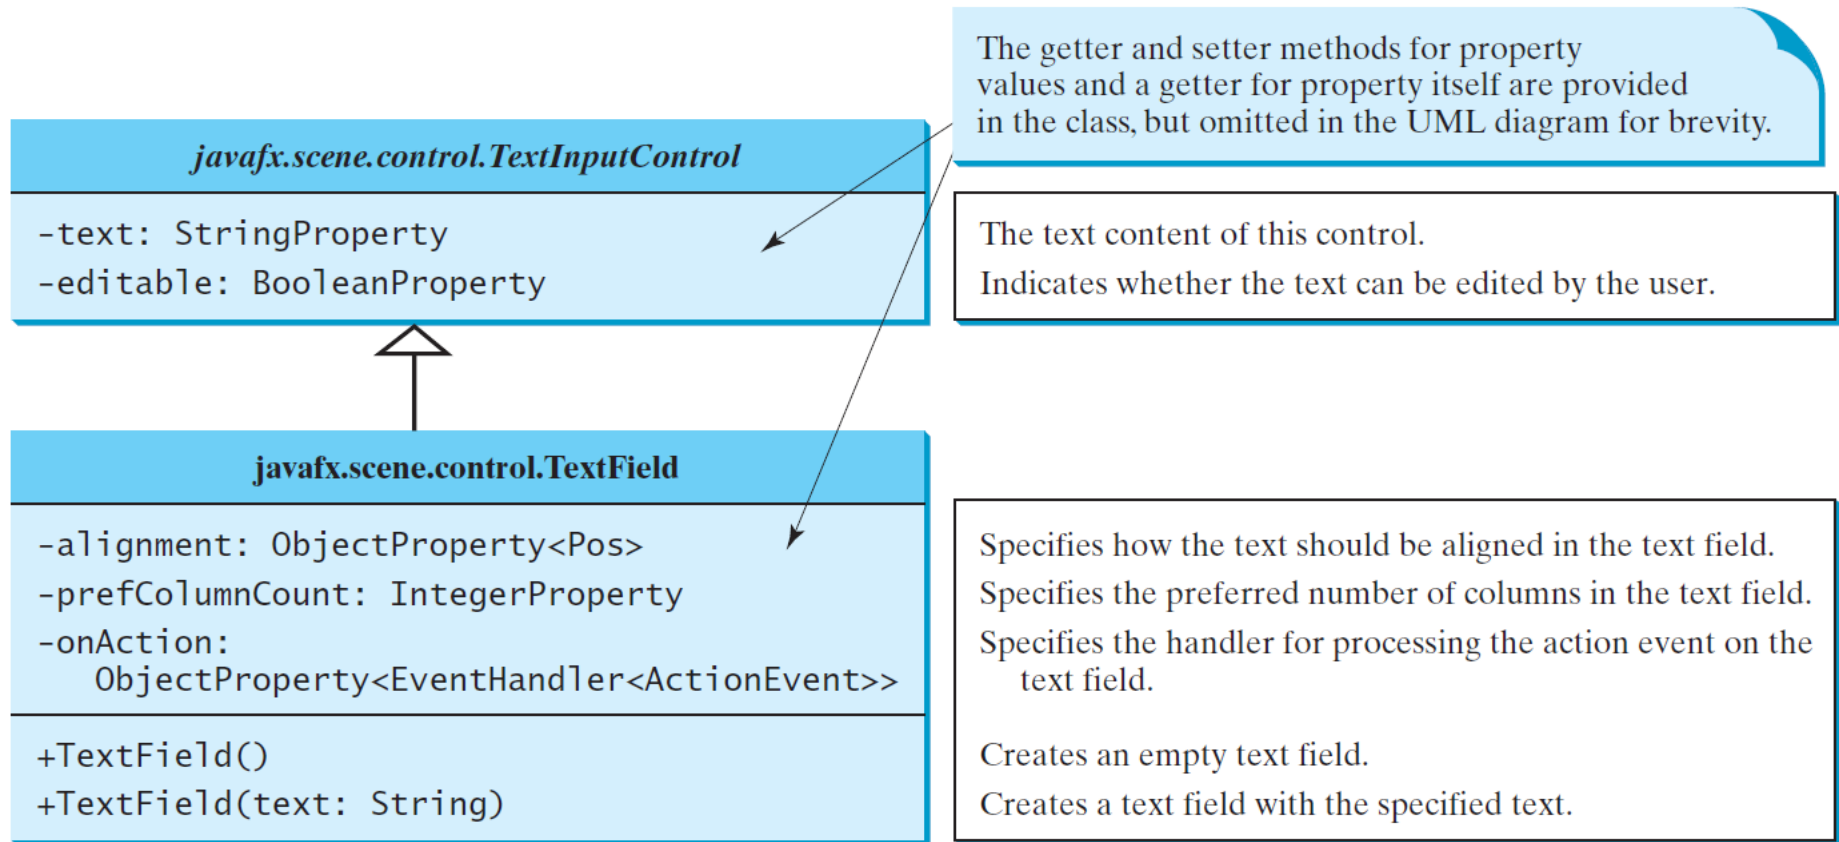 The getter and setter methods for property
values and a getter for property itself are provided
in the class, but omitted in the UML diagram for brevity.
javafx.scene.control.TextInputControl
-text: StringProperty
-editable: BooleanProperty
The text content of this control.
Indicates whether the text can be edited by the user.
javafx.scene.control.TextField
-alignment: ObjectProperty<Pos>
-prefColumnCount: IntegerProperty
-onAction:
ObjectProperty<EventHandler<ActionEvent>>
Specifies how the text should be aligned in the text field.
Specifies the preferred number of columns in the text field.
Specifies the handler for processing the action event on the
text field.
+TextField()
+TextField(text: String)
Creates an empty text field.
Creates a text field with the specified text.